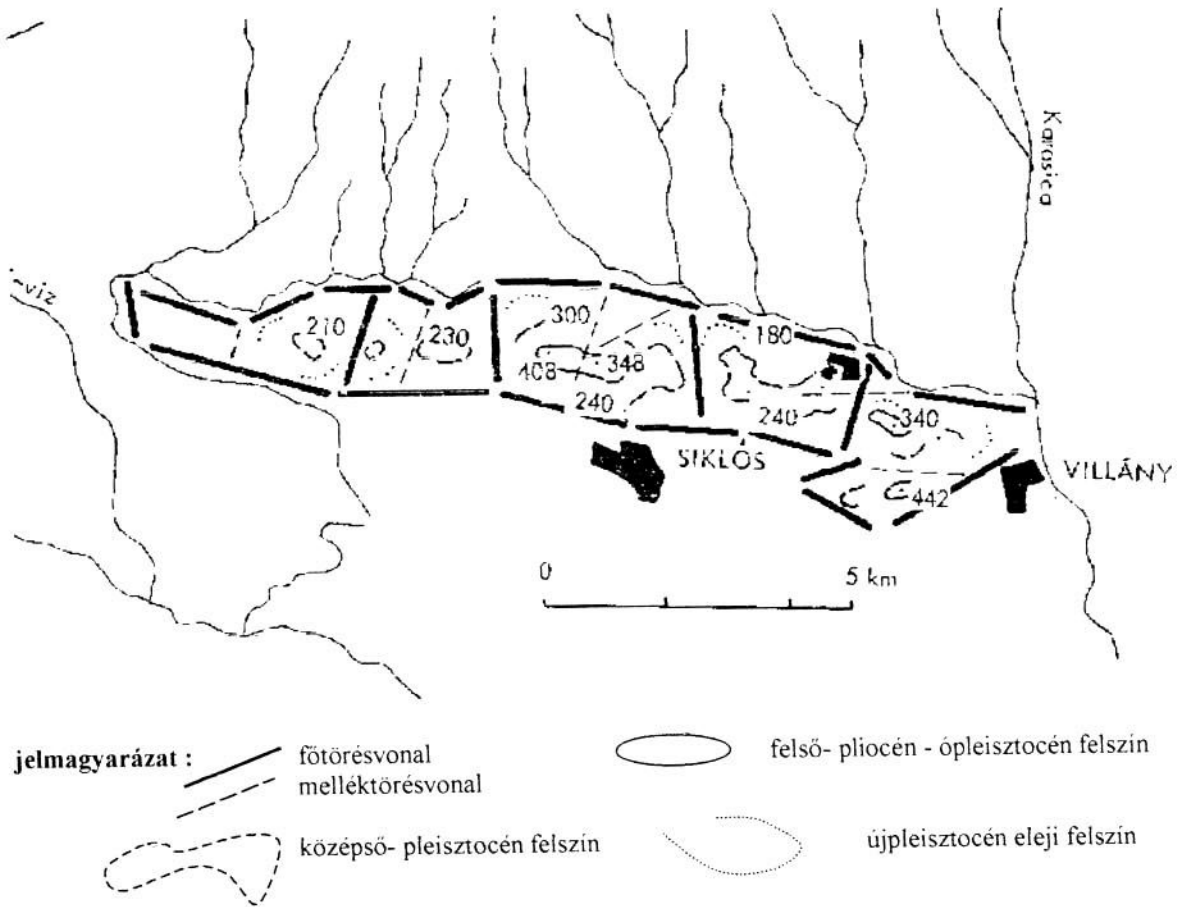 Karasica
-víz
210
230
300
408
348
240
180
240
340
442
SIKLÓS
VILLÁNY
0
5 km
jelmagyarázat :
főtörésvonal
melléktörésvonal
középső- pleisztocén felszín
felső- pliocén - ópleisztocén felszín
újpleisztocén eleji felszín